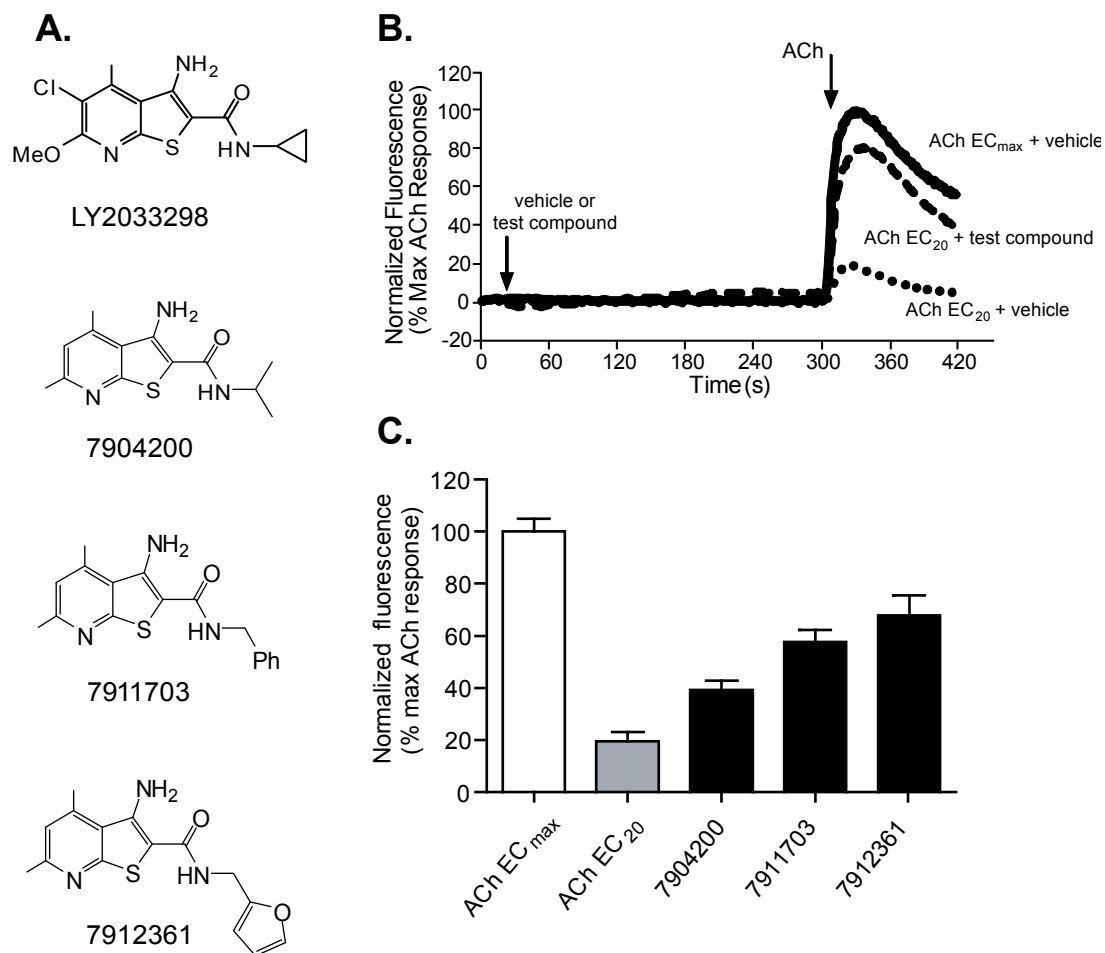 A.
Cl
NH2
O
MeO
N
S
HN
LY2033298
NH2
O
N
S
HN
7904200
NH2
O
N
S
HN
Ph
7911703
NH2
O
N
S
HN
O
7912361
B.
ACh
Normalized Fluorescence
(% Max ACh Response)
120
100
80
60
40
20
0
-20
vehicle or
test compound
ACh ECmax + vehicle
ACh EC20 + test compound
ACh EC20 + vehicle
0 60 120 180 240 300 360 420
Time (s)
C.
Normalized fluorescence
(% max ACh response)
120
100
80
60
40
20
0
ACh ECmax
ACh EC20
7904200
7911703
7912361